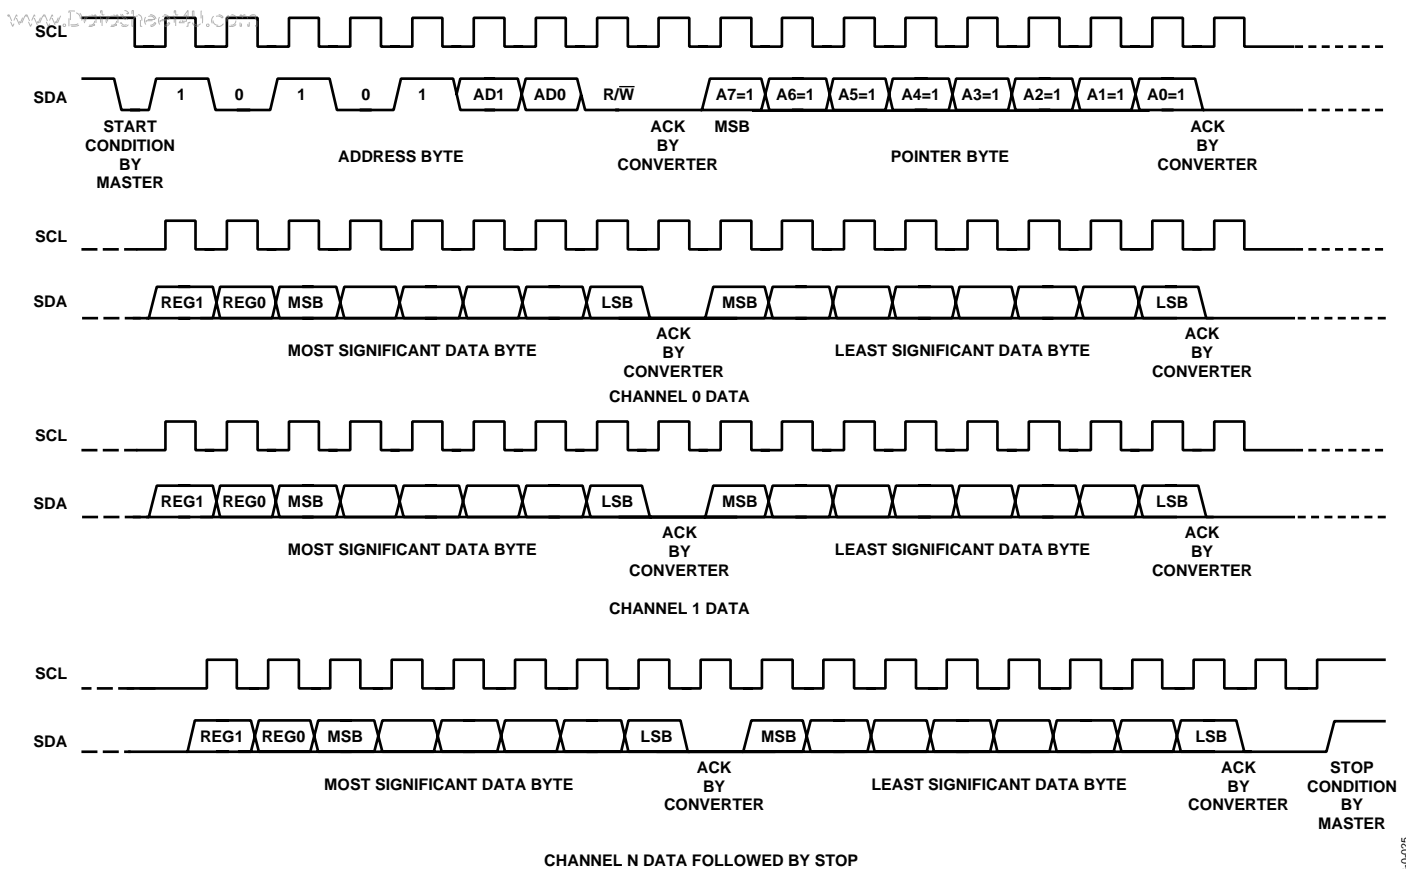 www.DataSheet4U.com
SCL
SDA 1 0 1 0 1 AD1 AD0 R/W̅ A7=1 A6=1 A5=1 A4=1 A3=1 A2=1 A1=1 A0=1
START CONDITION BY MASTER
ADDRESS BYTE
ACK BY CONVERTER
MSB
POINTER BYTE
ACK BY CONVERTER
SCL
SDA REG1 REG0 MSB LSB MSB LSB
MOST SIGNIFICANT DATA BYTE
ACK BY CONVERTER
LEAST SIGNIFICANT DATA BYTE
ACK BY CONVERTER
CHANNEL 0 DATA
SCL
SDA REG1 REG0 MSB LSB MSB LSB
MOST SIGNIFICANT DATA BYTE
ACK BY CONVERTER
LEAST SIGNIFICANT DATA BYTE
ACK BY CONVERTER
CHANNEL 1 DATA
SCL
SDA REG1 REG0 MSB LSB MSB LSB
MOST SIGNIFICANT DATA BYTE
ACK BY CONVERTER
LEAST SIGNIFICANT DATA BYTE
ACK BY CONVERTER
STOP CONDITION BY MASTER
CHANNEL N DATA FOLLOWED BY STOP